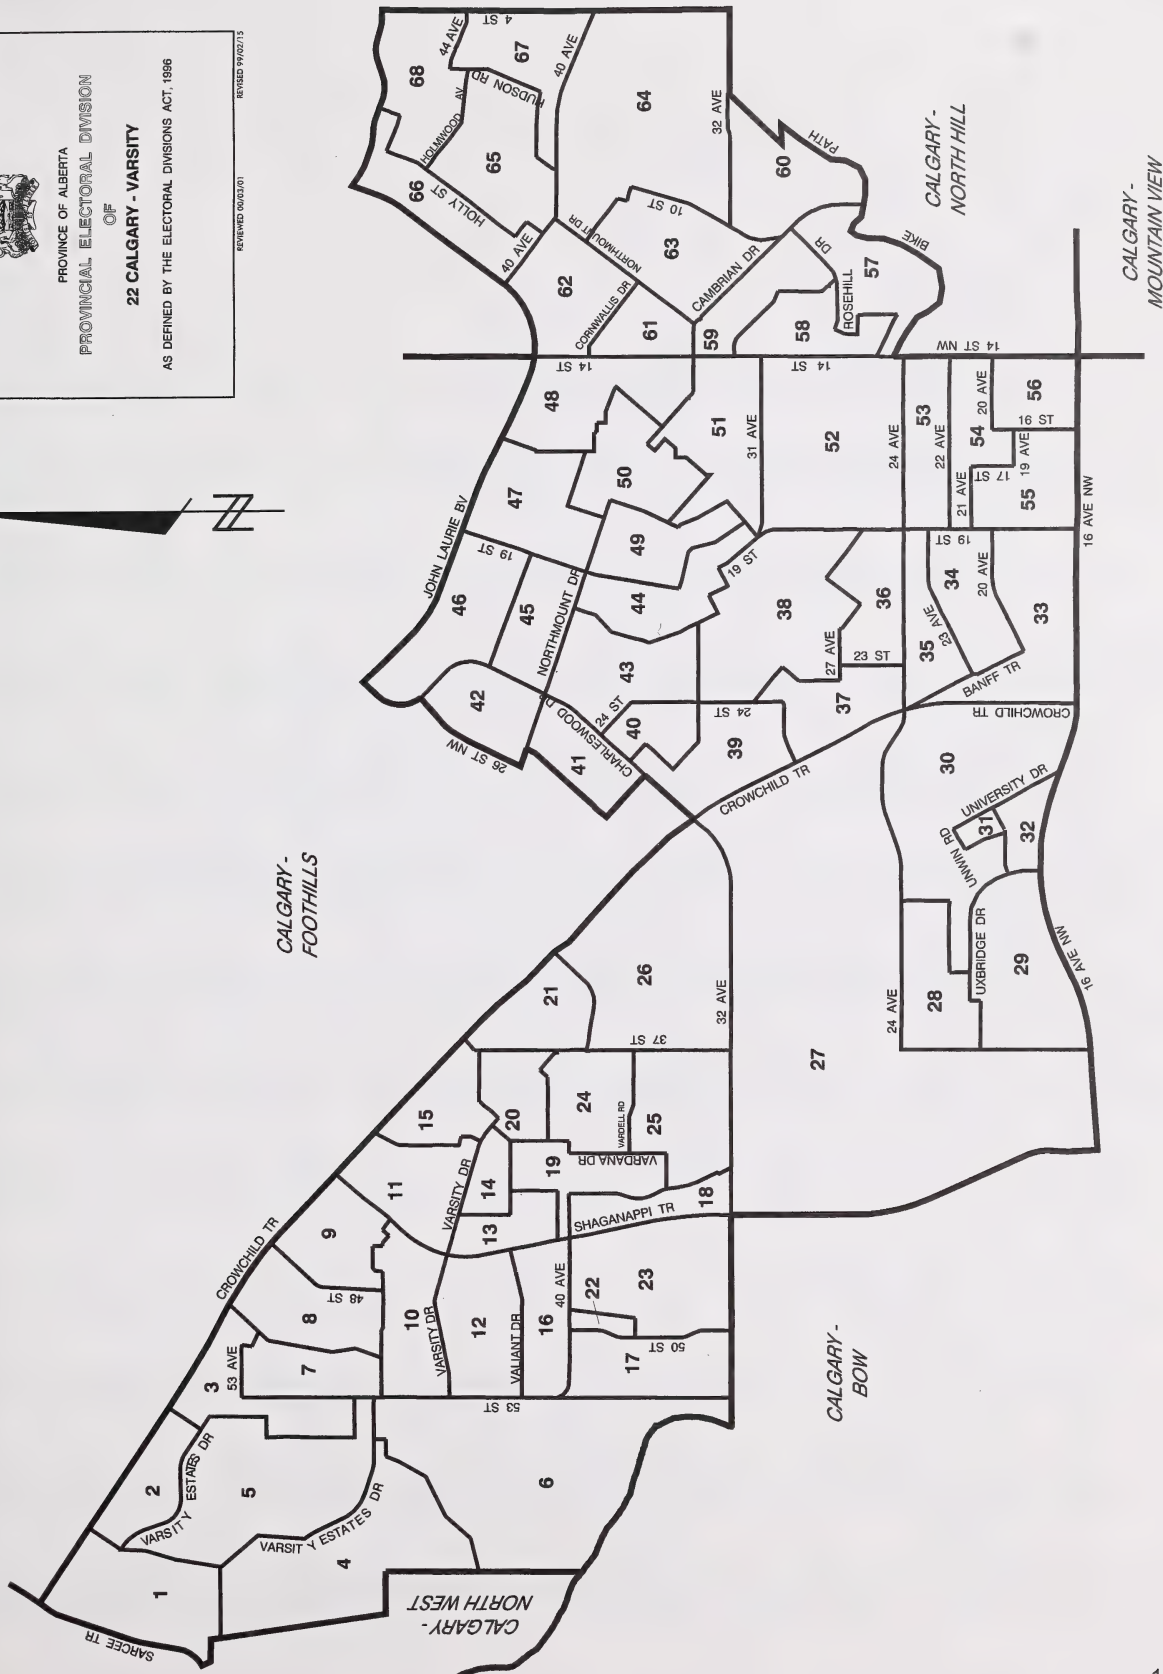 PROVINCE OF ALBERTA
PROVINCIAL ELECTORAL DIVISION
OF
22 CALGARY - VARSITY
AS DEFINED BY THE ELECTORAL DIVISIONS ACT, 1996
REVIEWED 00/03/01
REVISED 99/02/15
N
CALGARY -
FOOTHILLS
CALGARY -
NORTH HILL
CALGARY -
MOUNTAIN VIEW
CALGARY -
BOW
CALGARY -
NORTH WEST
SARCEE TR
CROWCHILD TR
VARSITY ESTATES DR
VARSITY ESTATES DR
53 AVE
48 ST
53 ST
VARSITY DR
VARSITY DR
VALIANT DR
40 AVE
50 ST
SHAGANAPPI TR
VARDANA DR
VARDELL RD
37 ST
32 AVE
24 AVE
UXBRIDGE DR
UNWIN RD
UNIVERSITY DR
16 AVE NW
CROWCHILD TR
CROWCHILD TR
BANFF TR
26 ST NW
CHARLESWOOD DR
24 ST
24 ST
NORTHMOUNT DR
JOHN LAURIE BV
19 ST
19 ST
27 AVE
23 ST
23 AVE
20 AVE
19 ST
31 AVE
24 AVE
22 AVE
21 AVE
20 AVE
17 ST
19 AVE
16 ST
16 AVE NW
14 ST
14 ST
14 ST NW
CORNWALLIS DR
NORTHMOUNT DR
CAMBRIAN DR
10 ST
ROSEHILL DR
BIKE PATH
32 AVE
40 AVE
40 AVE
HOLLY ST
HOLMWOOD AV
HUDSON RD
44 AVE
4 ST
1
2
3
4
5
6
7
8
9
10
11
12
13
14
15
16
17
18
19
20
21
22
23
24
25
26
27
28
29
30
31
32
33
34
35
36
37
38
39
40
41
42
43
44
45
46
47
48
49
50
51
52
53
54
55
56
57
58
59
60
61
62
63
64
65
66
67
68